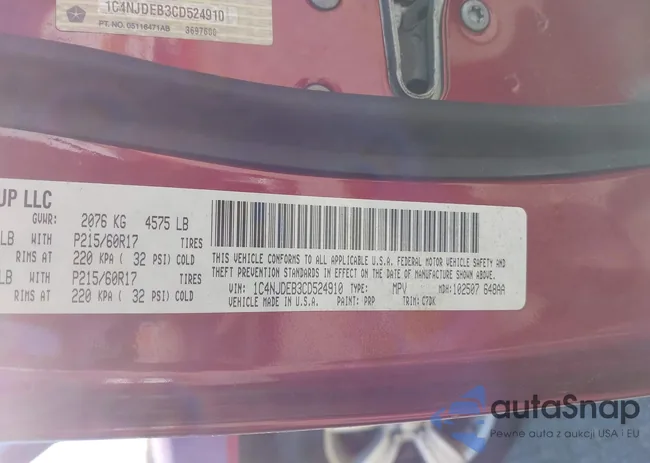 1C4NJDEB3CD524910
PT. NO. 05116471AB 3697600
UP LLC
GVWR: 2076 KG 4575 LB
LB WITH P215/60R17 TIRES
RIMS AT 220 KPA ( 32 PSI) COLD
LB WITH P215/60R17 TIRES
RIMS AT 220 KPA ( 32 PSI) COLD
THIS VEHICLE CONFORMS TO ALL APPLICABLE U.S.A. FEDERAL MOTOR VEHICLE SAFETY AND
THEFT PREVENTION STANDARDS IN EFFECT ON THE DATE OF MANUFACTURE SHOWN ABOVE.
VIN: 1C4NJDEB3CD524910 TYPE: MPV MDH: 102507 648AA
VEHICLE MADE IN U.S.A. PAINT: PRP TRIM: C7DK
autaSnap
Pewne auta z aukcji USA i EU